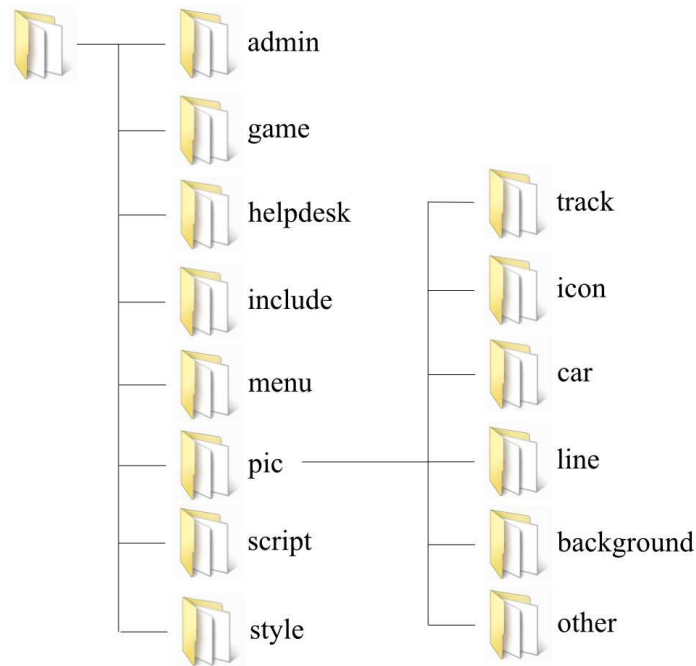 admin
game
helpdesk
include
menu
pic
script
style
track
icon
car
line
background
other